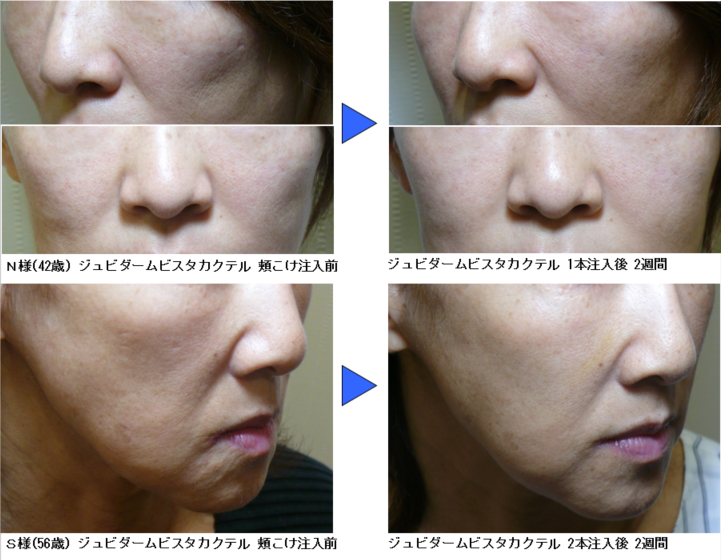 N様(42歳) ジュビダームビスタカクテル 頬こけ注入前
ジュビダームビスタカクテル 1本注入後 2週間
S様(56歳) ジュビダームビスタカクテル 頬こけ注入前
ジュビダームビスタカクテル 2本注入後 2週間